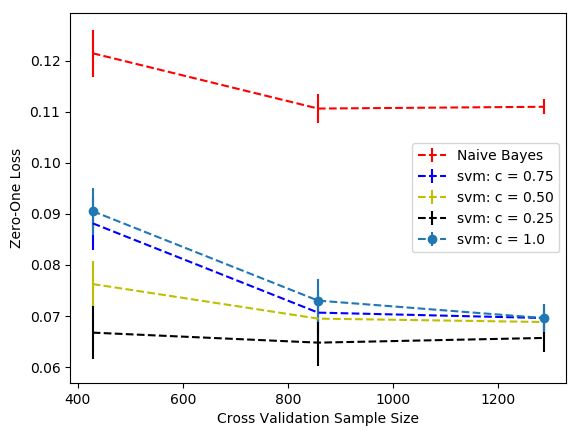 0.12
0.11
0.10
0.09
0.08
0.07
0.06
Zero-One Loss
Naive Bayes
svm: c = 0.75
svm: c = 0.50
svm: c = 0.25
svm: c = 1.0
400 600 800 1000 1200
Cross Validation Sample Size